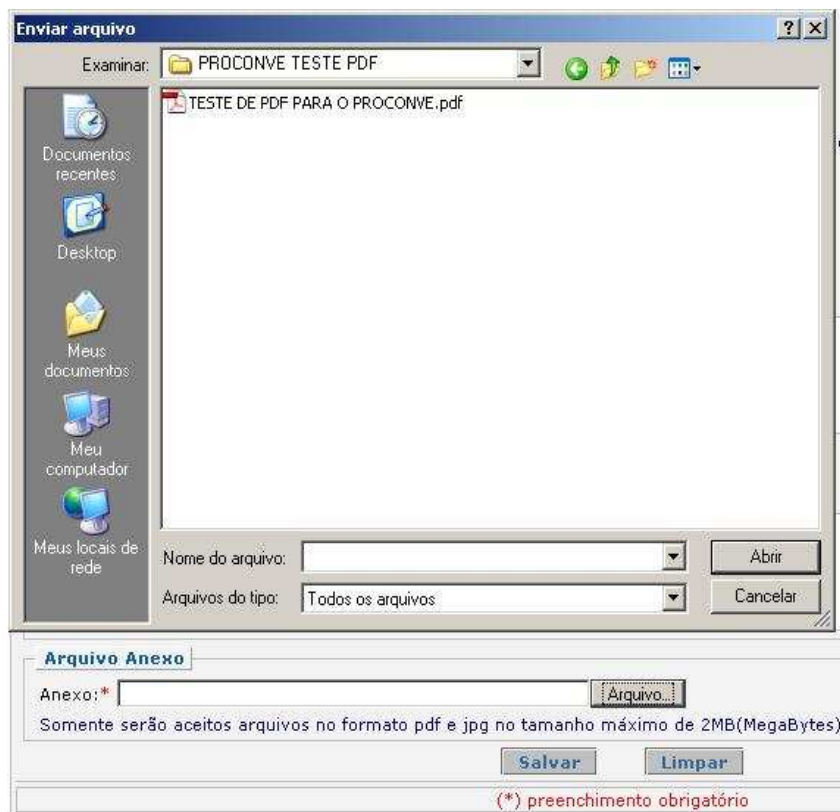 Enviar arquivo
Examinar: PROCONVE TESTE PDF
TESTE DE PDF PARA O PROCONVE.pdf
Documentos
recentes
Desktop
Meus
documentos
Meu
computador
Meus locais de
rede
Nome do arquivo: Abrir
Arquivos do tipo: Todos os arquivos Cancelar
Arquivo Anexo
Anexo:* Arquivo...
Somente serão aceitos arquivos no formato pdf e jpg no tamanho máximo de 2MB(MegaBytes)
Salvar Limpar
(*) preenchimento obrigatório